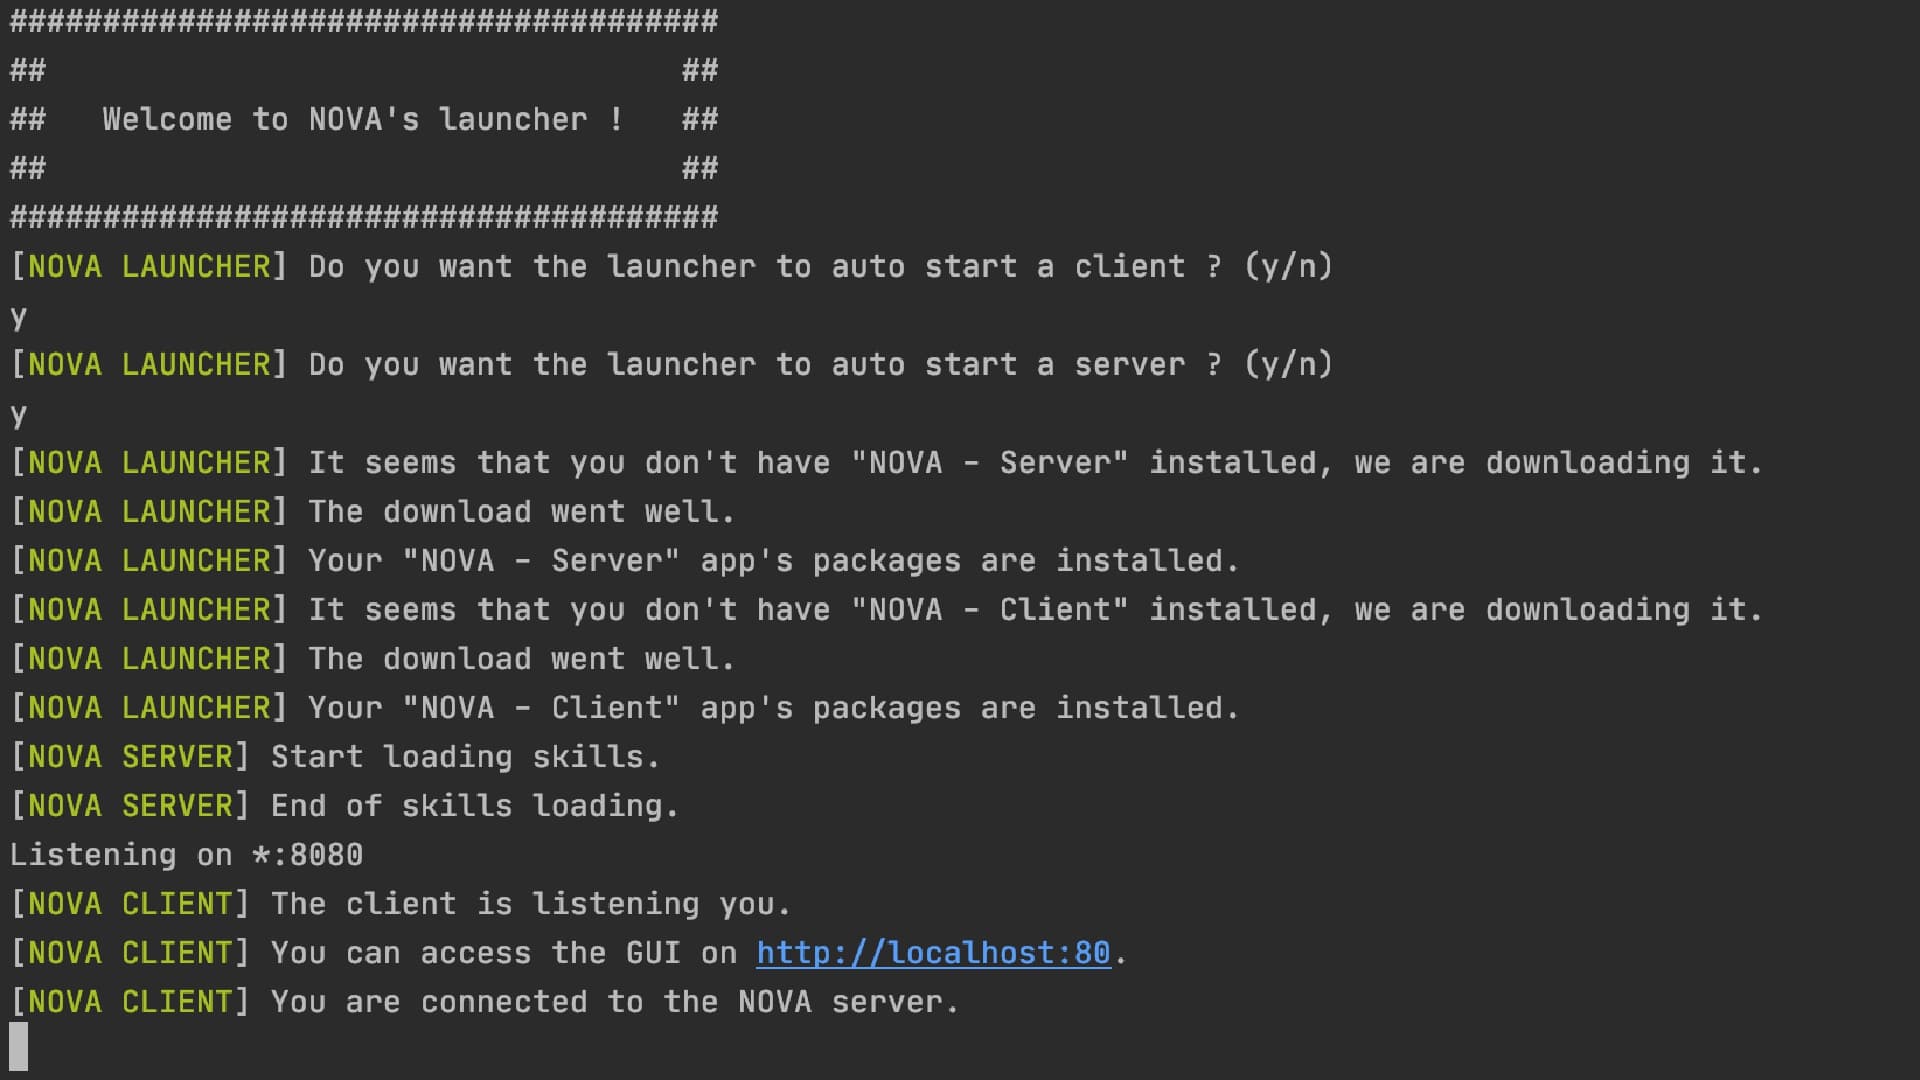 ######################################
##                                  ##
##   Welcome to NOVA's launcher !   ##
##                                  ##
######################################
[NOVA LAUNCHER] Do you want the launcher to auto start a client ? (y/n)
y
[NOVA LAUNCHER] Do you want the launcher to auto start a server ? (y/n)
y
[NOVA LAUNCHER] It seems that you don't have "NOVA - Server" installed, we are downloading it.
[NOVA LAUNCHER] The download went well.
[NOVA LAUNCHER] Your "NOVA - Server" app's packages are installed.
[NOVA LAUNCHER] It seems that you don't have "NOVA - Client" installed, we are downloading it.
[NOVA LAUNCHER] The download went well.
[NOVA LAUNCHER] Your "NOVA - Client" app's packages are installed.
[NOVA SERVER] Start loading skills.
[NOVA SERVER] End of skills loading.
Listening on *:8080
[NOVA CLIENT] The client is listening you.
[NOVA CLIENT] You can access the GUI on http://localhost:80.
[NOVA CLIENT] You are connected to the NOVA server.